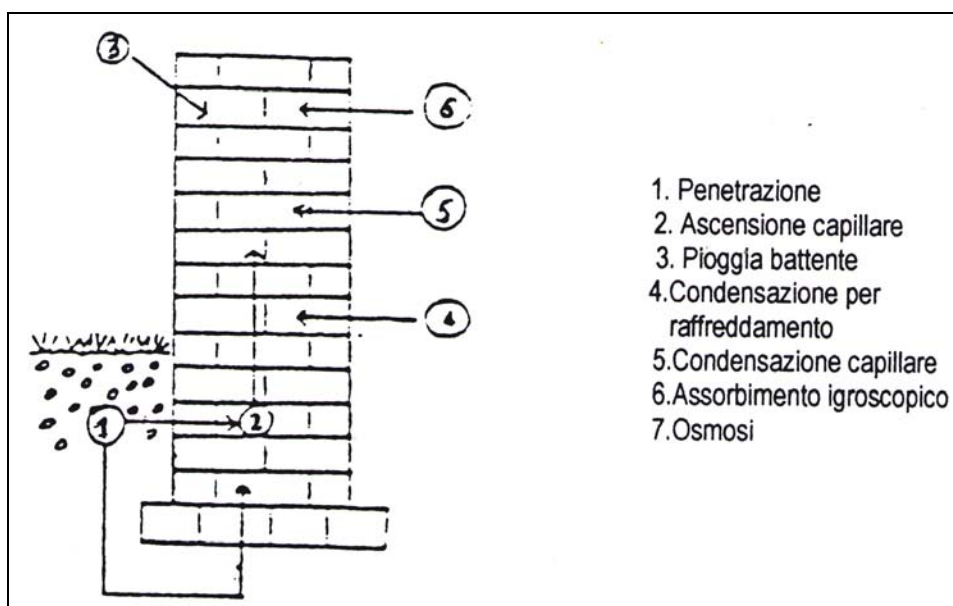 3
6
5
4
1
2
1. Penetrazione
2. Ascensione capillare
3. Pioggia battente
4.Condensazione per
raffreddamento
5.Condensazione capillare
6.Assorbimento igroscopico
7.Osmosi